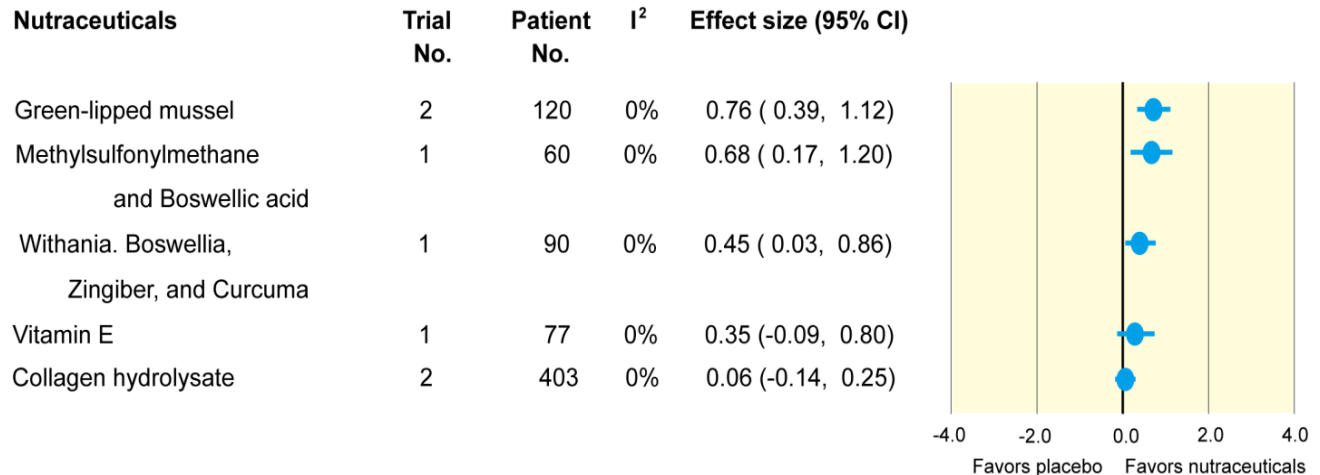 Nutraceuticals Trial No. Patient No. I² Effect size (95% CI)
Green-lipped mussel 2 120 0% 0.76 ( 0.39, 1.12)
Methylsulfonylmethane 1 60 0% 0.68 ( 0.17, 1.20)
and Boswellic acid
Withania. Boswellia, 1 90 0% 0.45 ( 0.03, 0.86)
Zingiber, and Curcuma
Vitamin E 1 77 0% 0.35 (-0.09, 0.80)
Collagen hydrolysate 2 403 0% 0.06 (-0.14, 0.25)
-4.0 -2.0 0.0 2.0 4.0
Favors placebo Favors nutraceuticals